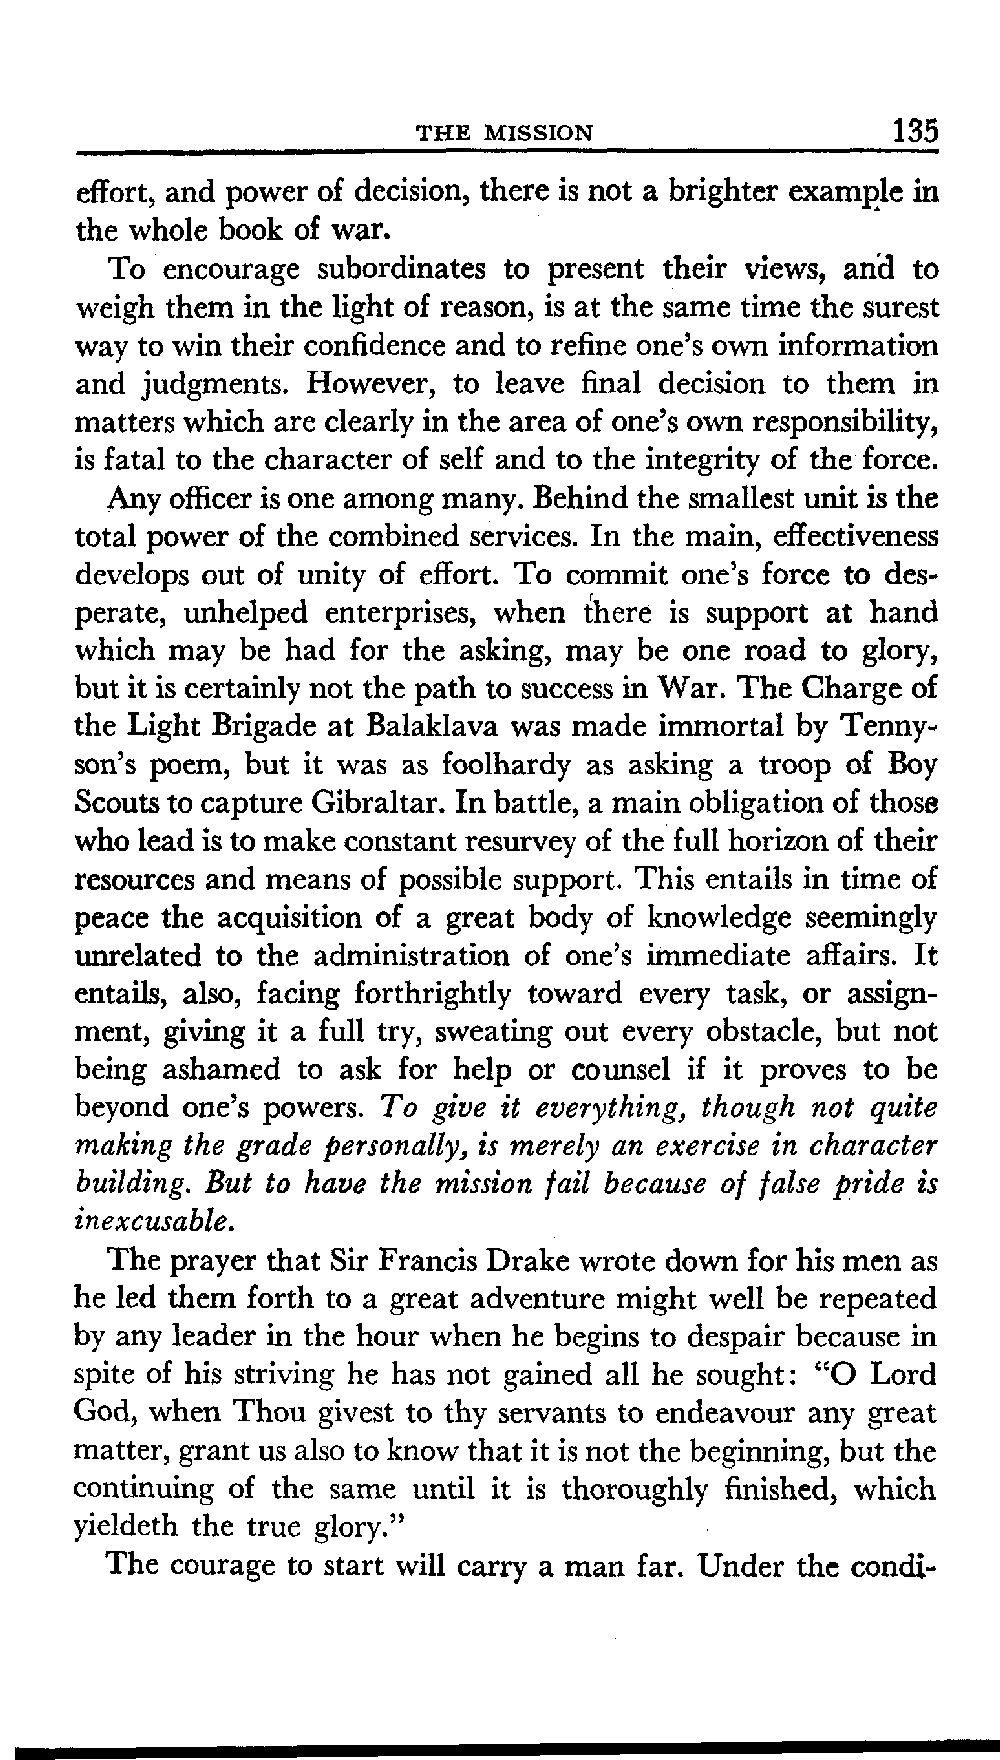 THE MISSION 135
effort, and power of decision, there is not a brighter example in
the whole book of war.
To encourage subordinates to present their views, and to
weigh them in the light of reason, is at the same time the surest
way to win their confidence and to refine one's own information
and judgments. However, to leave final decision to them in
matters which are clearly in the area of one's own responsibility,
is fatal to the character of self and to the integrity of the force.
Any officer is one among many. Behind the smallest unit is the
total power of the combined services. In the main, effectiveness
develops out of unity of effort. To commit one's force to des-
perate, unhelped enterprises, when there is support at hand
which may be had for the asking, may be one road to glory,
but it is certainly not the path to success in War. The Charge of
the Light Brigade at Balaklava was made immortal by Tenny-
son's poem, but it was as foolhardy as asking a troop of Boy
Scouts to capture Gibraltar. In battle, a main obligation of those
who lead is to make constant resurvey of the full horizon of their
resources and means of possible support. This entails in time of
peace the acquisition of a great body of knowledge seemingly
unrelated to the administration of one's immediate affairs. It
entails, also, facing forthrightly toward every task, or assign-
ment, giving it a full try, sweating out every obstacle, but not
being ashamed to ask for help or counsel if it proves to be
beyond one's powers. To give it everything, though not quite
making the grade personally, is merely an exercise in character
building. But to have the mission fail because of false pride is
inexcusable.
The prayer that Sir Francis Drake wrote down for his men as
he led them forth to a great adventure might well be repeated
by any leader in the hour when he begins to despair because in
spite of his striving he has not gained all he sought: “O Lord
God, when Thou givest to thy servants to endeavour any great
matter, grant us also to know that it is not the beginning, but the
continuing of the same until it is thoroughly finished, which
yieldeth the true glory.”
The courage to start will carry a man far. Under the condi-